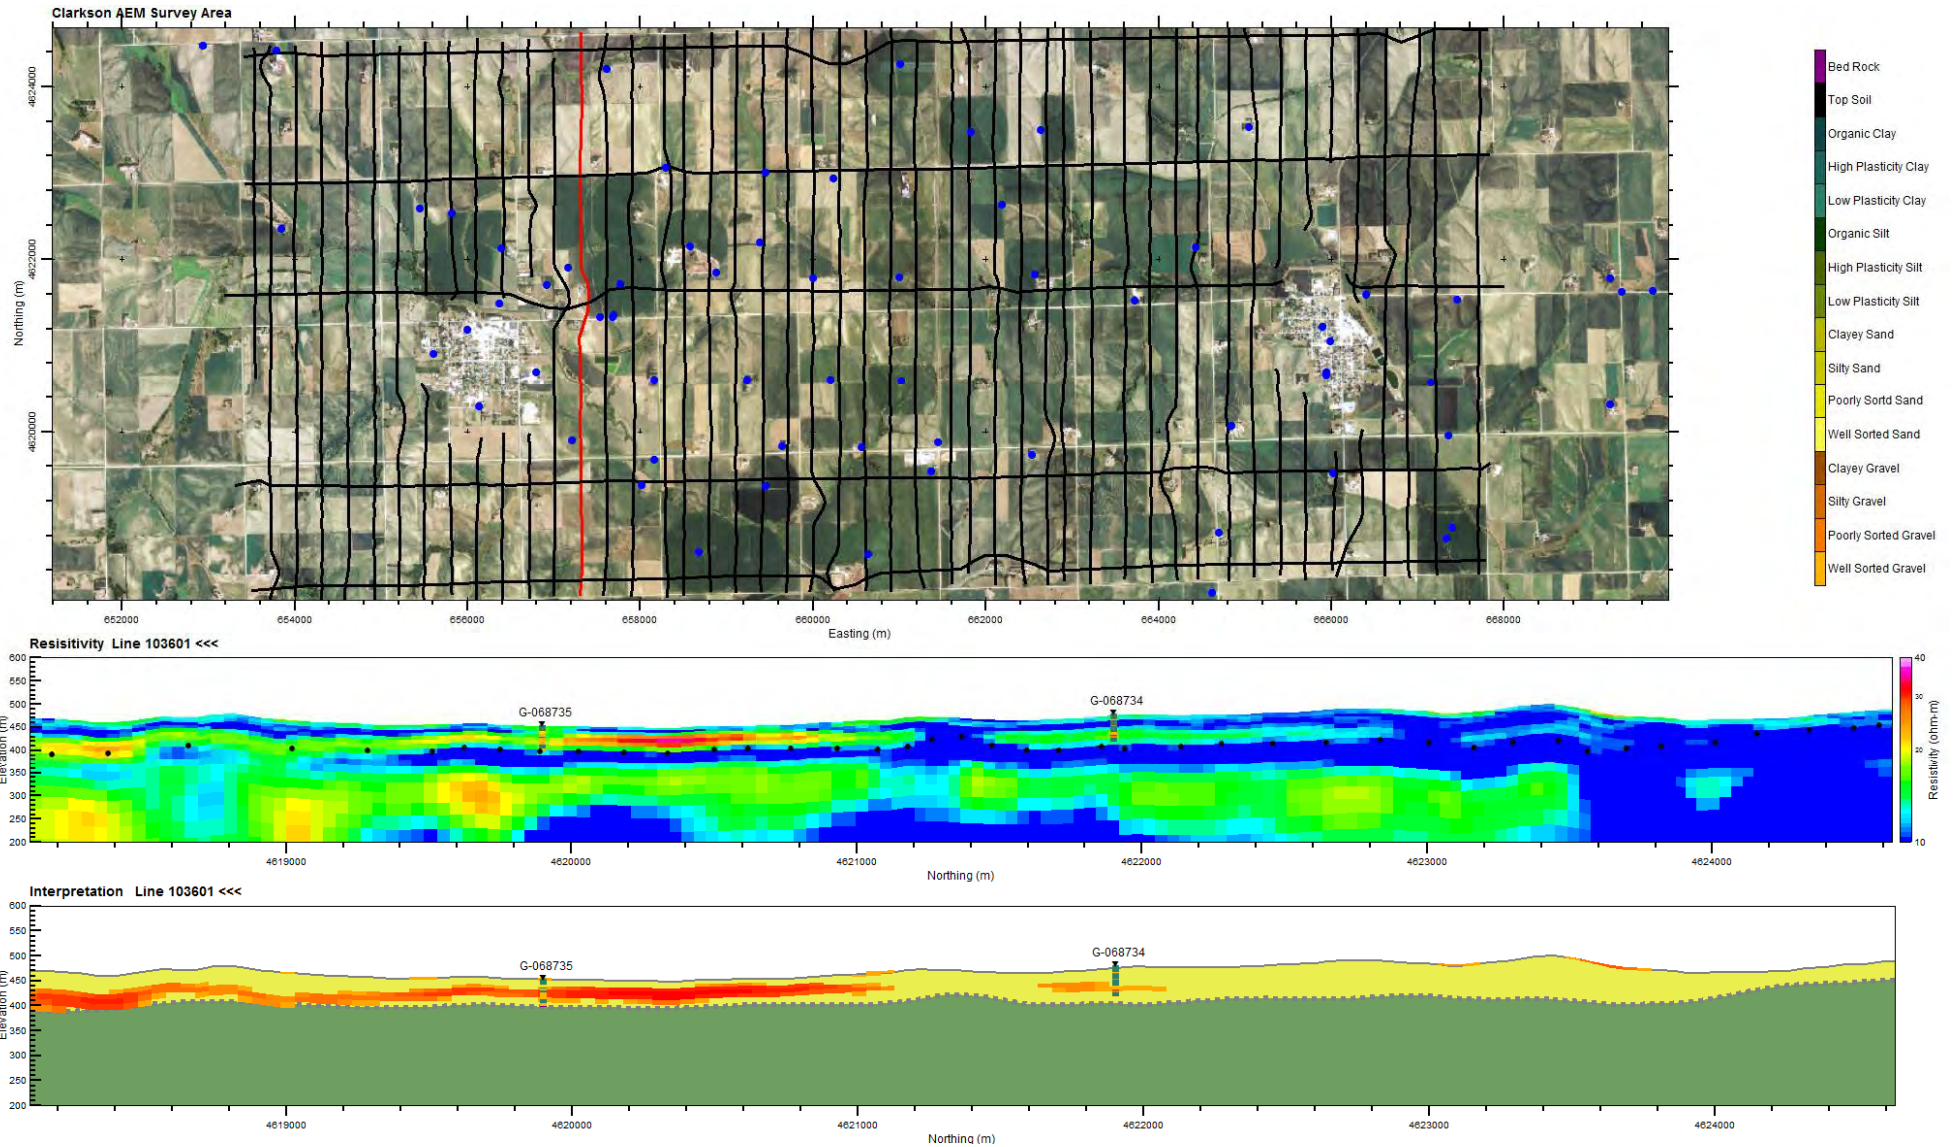 Clarkson AEM Survey Area
4624000
4622000
4620000
Northing (m)
652000 654000 656000 658000 660000 662000 664000 666000 668000
Easting (m)
Bed Rock
Top Soil
Organic Clay
High Plasticity Clay
Low Plasticity Clay
Organic Silt
High Plasticity Silt
Low Plasticity Silt
Clayey Sand
Silty Sand
Poorly Sortd Sand
Well Sorted Sand
Clayey Gravel
Silty Gravel
Poorly Sorted Gravel
Well Sorted Gravel
Resisitivity Line 103601 <<<
600
550
500
450
400
350
300
250
200
Elevation (m)
G-068735
G-068734
4619000 4620000 4621000 4622000 4623000 4624000
Northing (m)
40
30
20
10
Resistivity (ohm-m)
Interpretation Line 103601 <<<
600
550
500
450
400
350
300
250
200
Elevation (m)
G-068735
G-068734
4619000 4620000 4621000 4622000 4623000 4624000
Northing (m)